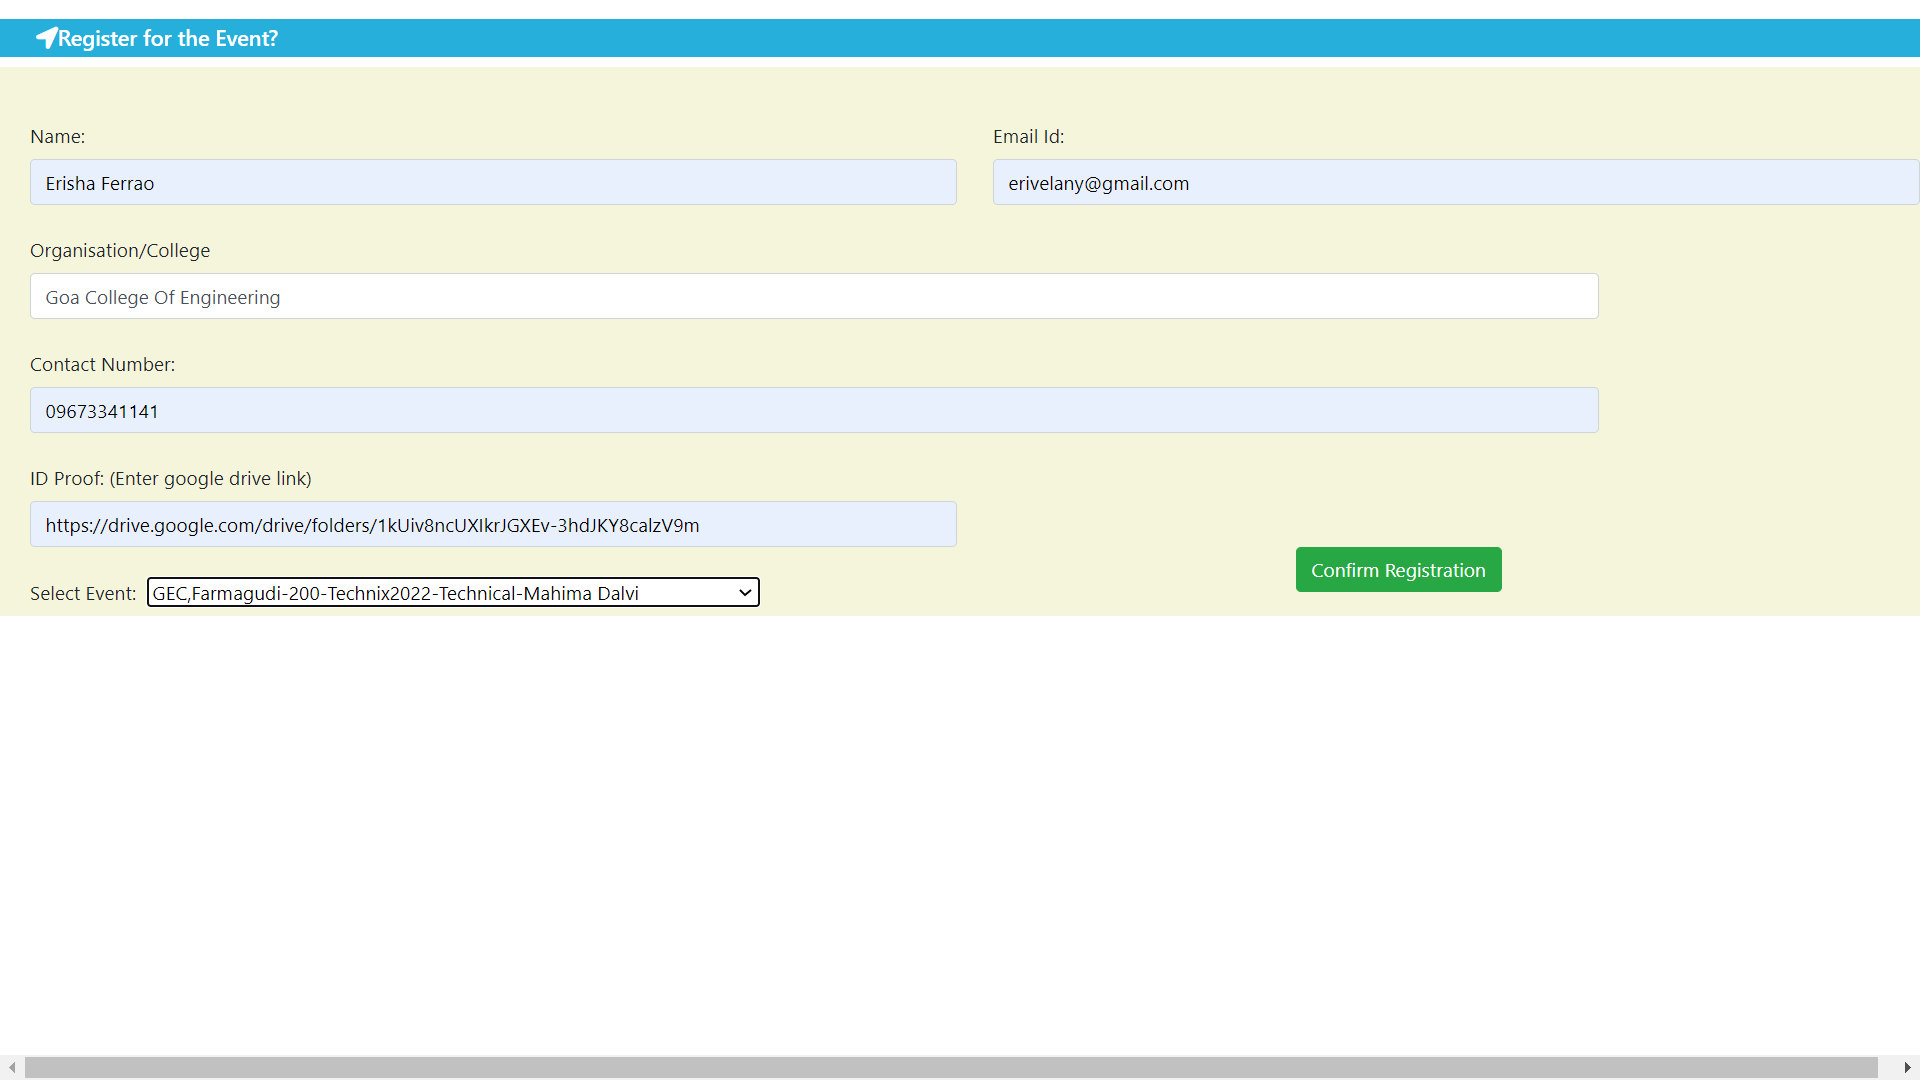 Register for the Event?
Name:
Email Id:
Erisha Ferrao
erivelany@gmail.com
Organisation/College
Goa College Of Engineering
Contact Number:
09673341141
ID Proof: (Enter google drive link)
https://drive.google.com/drive/folders/1kUiv8ncUXIkrJGXEv-3hdJKY8calzV9m
Confirm Registration
Select Event: GEC,Farmagudi-200-Technix2022-Technical-Mahima Dalvi